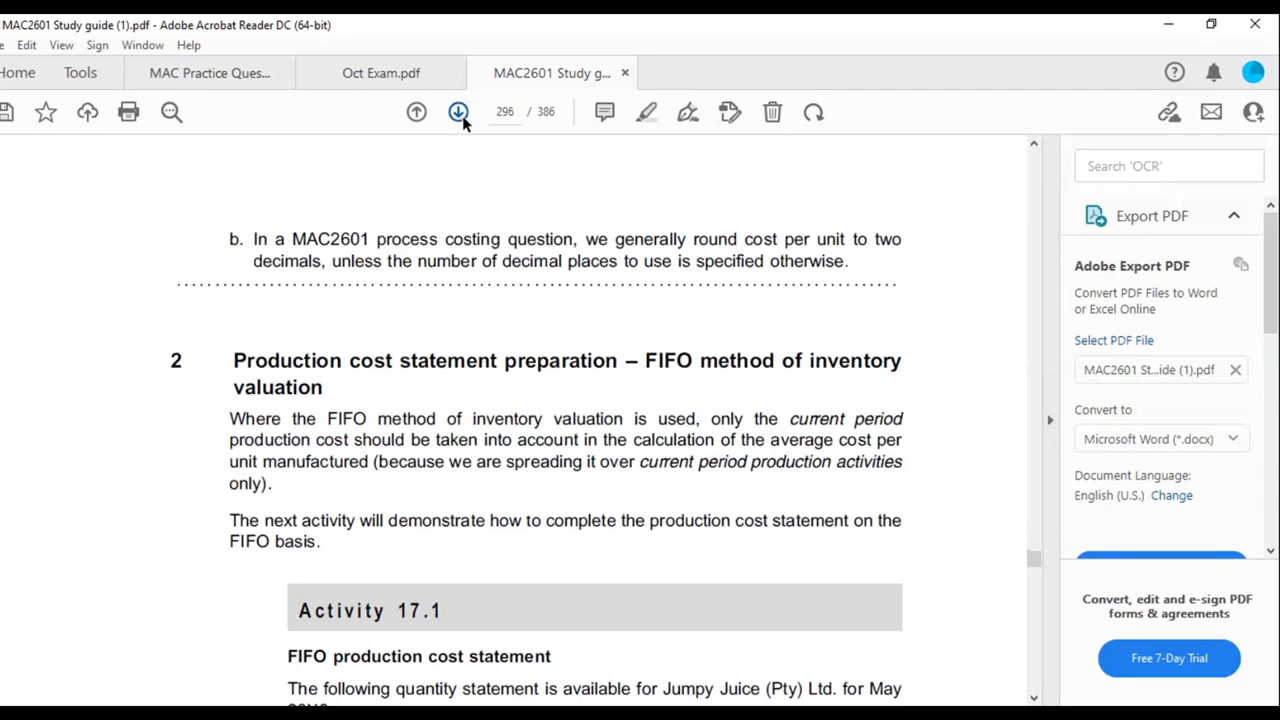 MAC2601 Study guide (1).pdf - Adobe Acrobat Reader DC (64-bit)
Edit View Sign Window Help
Home Tools MAC Practice Ques... Oct Exam.pdf MAC2601 Study g...
296 / 386
b. In a MAC2601 process costing question, we generally round cost per unit to two
decimals, unless the number of decimal places to use is specified otherwise.
2 Production cost statement preparation – FIFO method of inventory
valuation
Where the FIFO method of inventory valuation is used, only the current period
production cost should be taken into account in the calculation of the average cost per
unit manufactured (because we are spreading it over current period production activities
only).
The next activity will demonstrate how to complete the production cost statement on the
FIFO basis.
Activity 17.1
FIFO production cost statement
The following quantity statement is available for Jumpy Juice (Pty) Ltd. for May
Search 'OCR'
Export PDF
Adobe Export PDF
Convert PDF Files to Word
or Excel Online
Select PDF File
MAC2601 St...ide (1).pdf
Convert to
Microsoft Word (*.docx)
Document Language:
English (U.S.) Change
Convert, edit and e-sign PDF
forms & agreements
Free 7-Day Trial